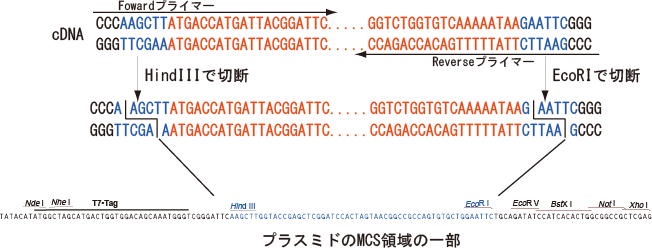 Fowardプライマー
cDNA
CCCAAGCTTATGACCATGATTACGGATTC..... GGTCTGGTGTCAAAAATAAGAATTCGGG
GGGTTCGAAATGACCATGATTACGGATTC..... CCAGACCACAGTTTTTATTCTTAAGCCC
Reverseプライマー
HindIIIで切断 EcoRIで切断
CCCA AGCTTATGACCATGATTACGGATTC..... GGTCTGGTGTCAAAAATAAG AATTCGGG
GGGTTCGA AATGACCATGATTACGGATTC..... CCAGACCACAGTTTTTATTCTTAA GCCC
Nde I Nhe I T7-Tag Hind III EcoR I EcoR V BstX I Not I Xho I
TATACATATGGCTAGCATGACTGGTGGACAGCAAATGGGTCGGGATTCAAGCTTGGTACCGAGCTCGGATCCACTAGTAACGGCCGCCAGTGTGCTGGAATTCTGCAGATATCCATCACACTGGCGGCCGCTCGAG
プラスミドのMCS領域の一部